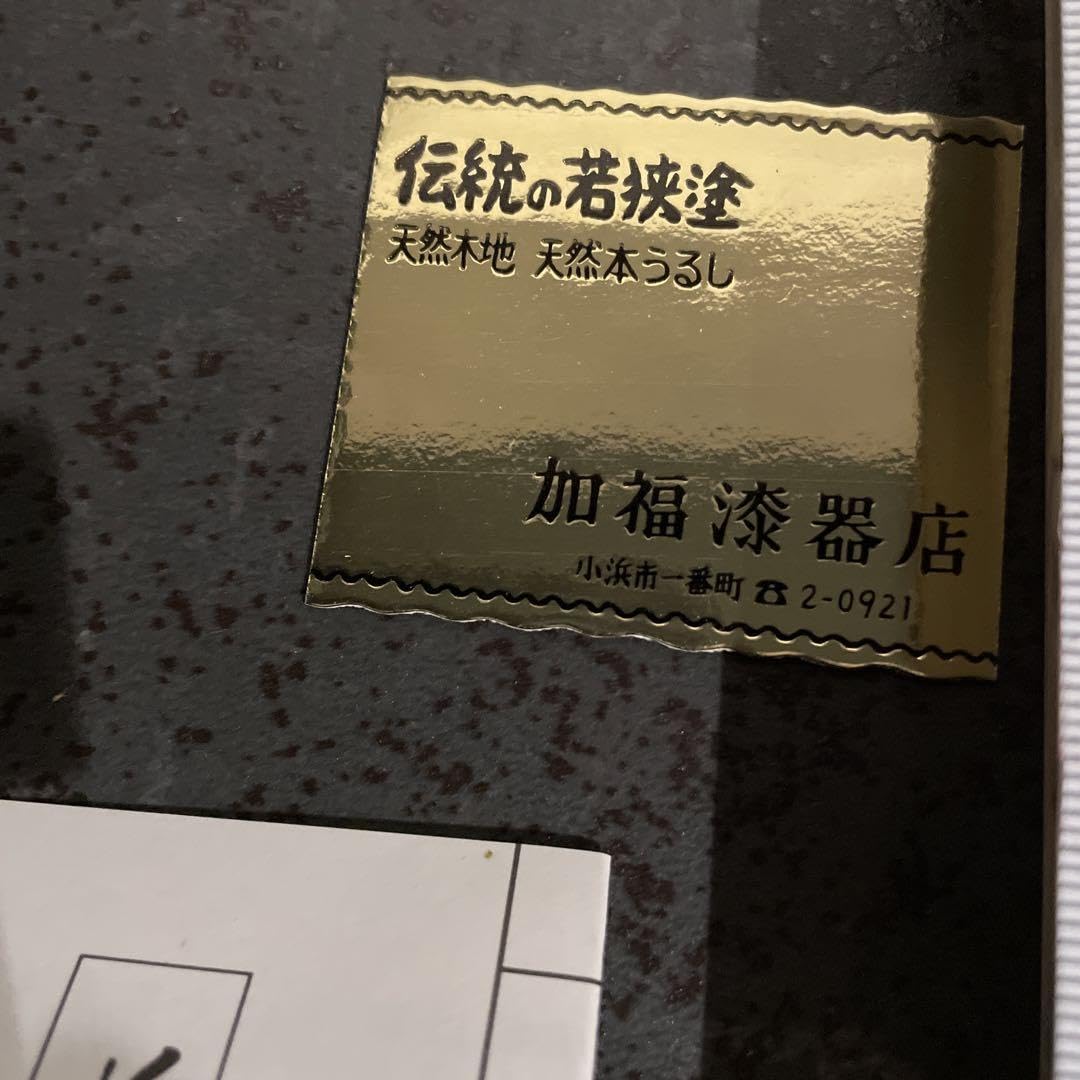 伝統の若狭塗
天然木地 天然本うるし
加福漆器店
小浜市一番町 ☎ 2-0921